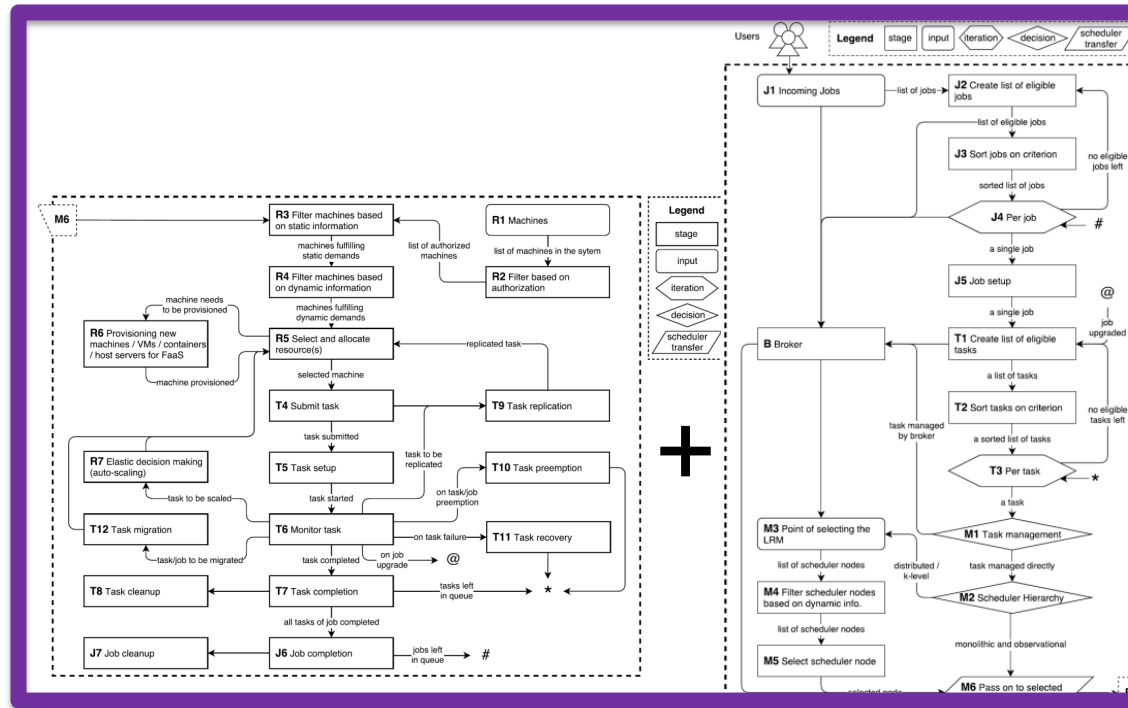 Users
Legend
stage
input
iteration
decision
scheduler
transfer
J1 Incoming Jobs
list of jobs
J2 Create list of eligible
jobs
list of eligible jobs
J3 Sort jobs on criterion
no eligible
jobs left
sorted list of jobs
J4 Per job
#
a single job
J5 Job setup
@
a single job
job
upgraded
B Broker
T1 Create list of eligible
tasks
a list of tasks
T2 Sort tasks on criterion
no eligible
tasks left
task managed
by broker
a sorted list of tasks
T3 Per task
*
a task
M3 Point of selecting the
LRM
M1 Task management
list of scheduler nodes
distributed /
k-level
task managed directly
M4 Filter scheduler nodes
based on dynamic info.
M2 Scheduler Hierarchy
list of scheduler nodes
monolithic and observational
M5 Select scheduler node
selected node
M6 Pass on to selected
M6
R3 Filter machines based
on static information
R1 Machines
machines fulfilling
static demands
list of authorized
machines
list of machines in the sytem
R4 Filter machines based
on dynamic information
R2 Filter based on
authorization
machine needs
to be provisioned
machines fulfilling
dynamic demands
R6 Provisioning new
machines / VMs / containers
/ host servers for FaaS
R5 Select and allocate
resource(s)
replicated task
machine provisioned
selected machine
T4 Submit task
T9 Task replication
task submitted
task to be
replicated
R7 Elastic decision making
(auto-scaling)
T5 Task setup
T10 Task preemption
task to be scaled
task started
on task/job
preemption
T12 Task migration
T6 Monitor task
on task failure
T11 Task recovery
task/job to be migrated
task completed
on job
upgrade
@
T8 Task cleanup
T7 Task completion
tasks left
in queue
*
all tasks of job completed
J7 Job cleanup
J6 Job completion
jobs left
in queue
#
Legend
stage
input
iteration
decision
scheduler
transfer
+